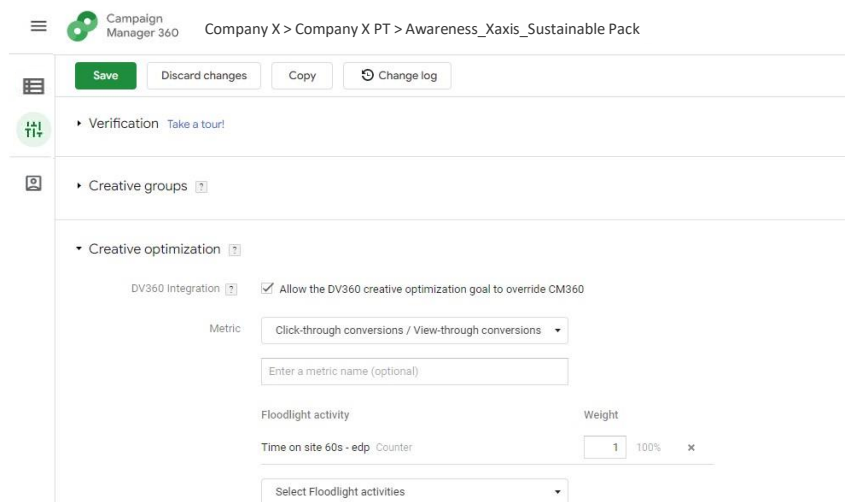 Campaign
Manager 360
Company X > Company X PT > Awareness_Xaxis_Sustainable Pack
Save Discard changes Copy Change log
Verification Take a tour!
Creative groups ?
Creative optimization ?
DV360 Integration ? Allow the DV360 creative optimization goal to override CM360
Metric Click-through conversions / View-through conversions
Enter a metric name (optional)
Floodlight activity Weight
Time on site 60s - edp Counter 1 100% ×
Select Floodlight activities